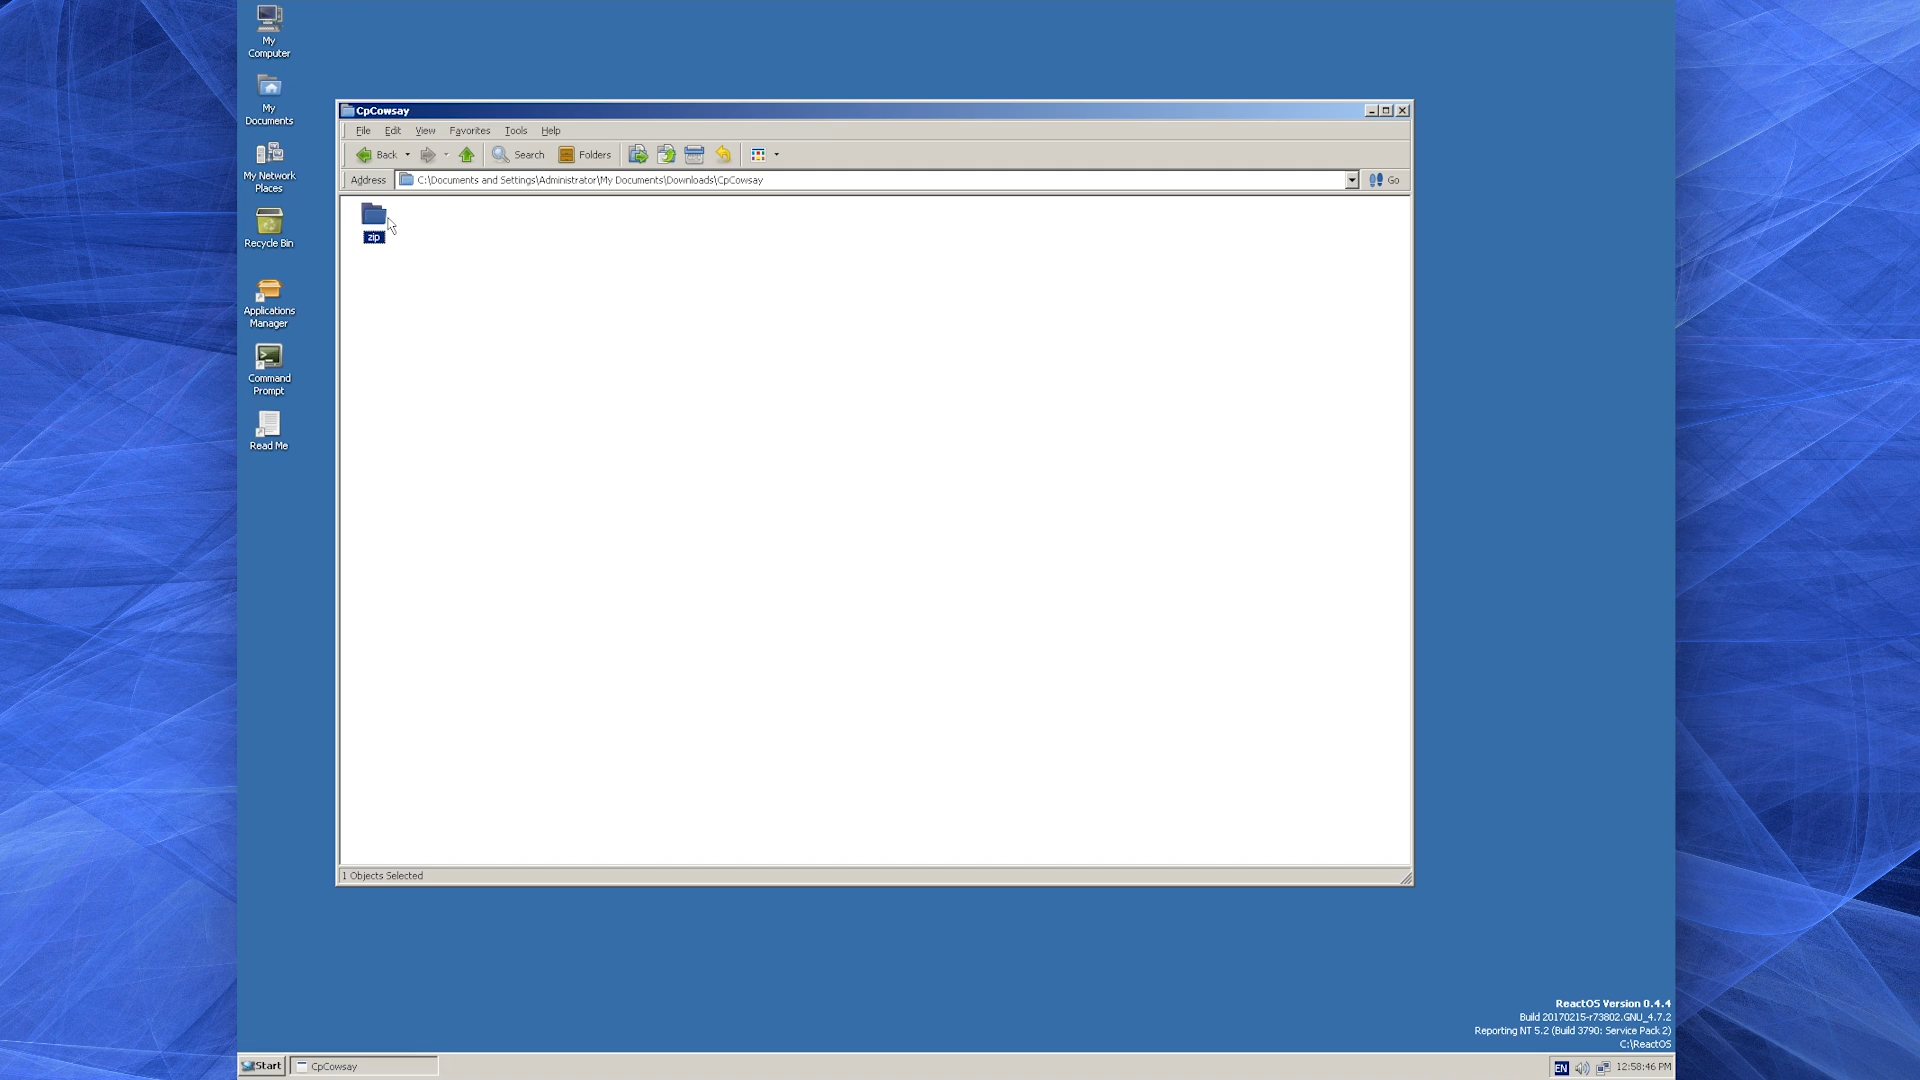 My
Computer
My
Documents
My Network
Places
Recycle Bin
Applications
Manager
Command
Prompt
Read Me
CpCowsay
File Edit View Favorites Tools Help
Back Search Folders
Address C:\Documents and Settings\Administrator\My Documents\Downloads\CpCowsay Go
zip
1 Objects Selected
ReactOS Version 0.4.4
Build 20170215-r73802.GNU_4.7.2
Reporting NT 5.2 (Build 3790: Service Pack 2)
C:\ReactOS
Start CpCowsay EN 12:58:46 PM